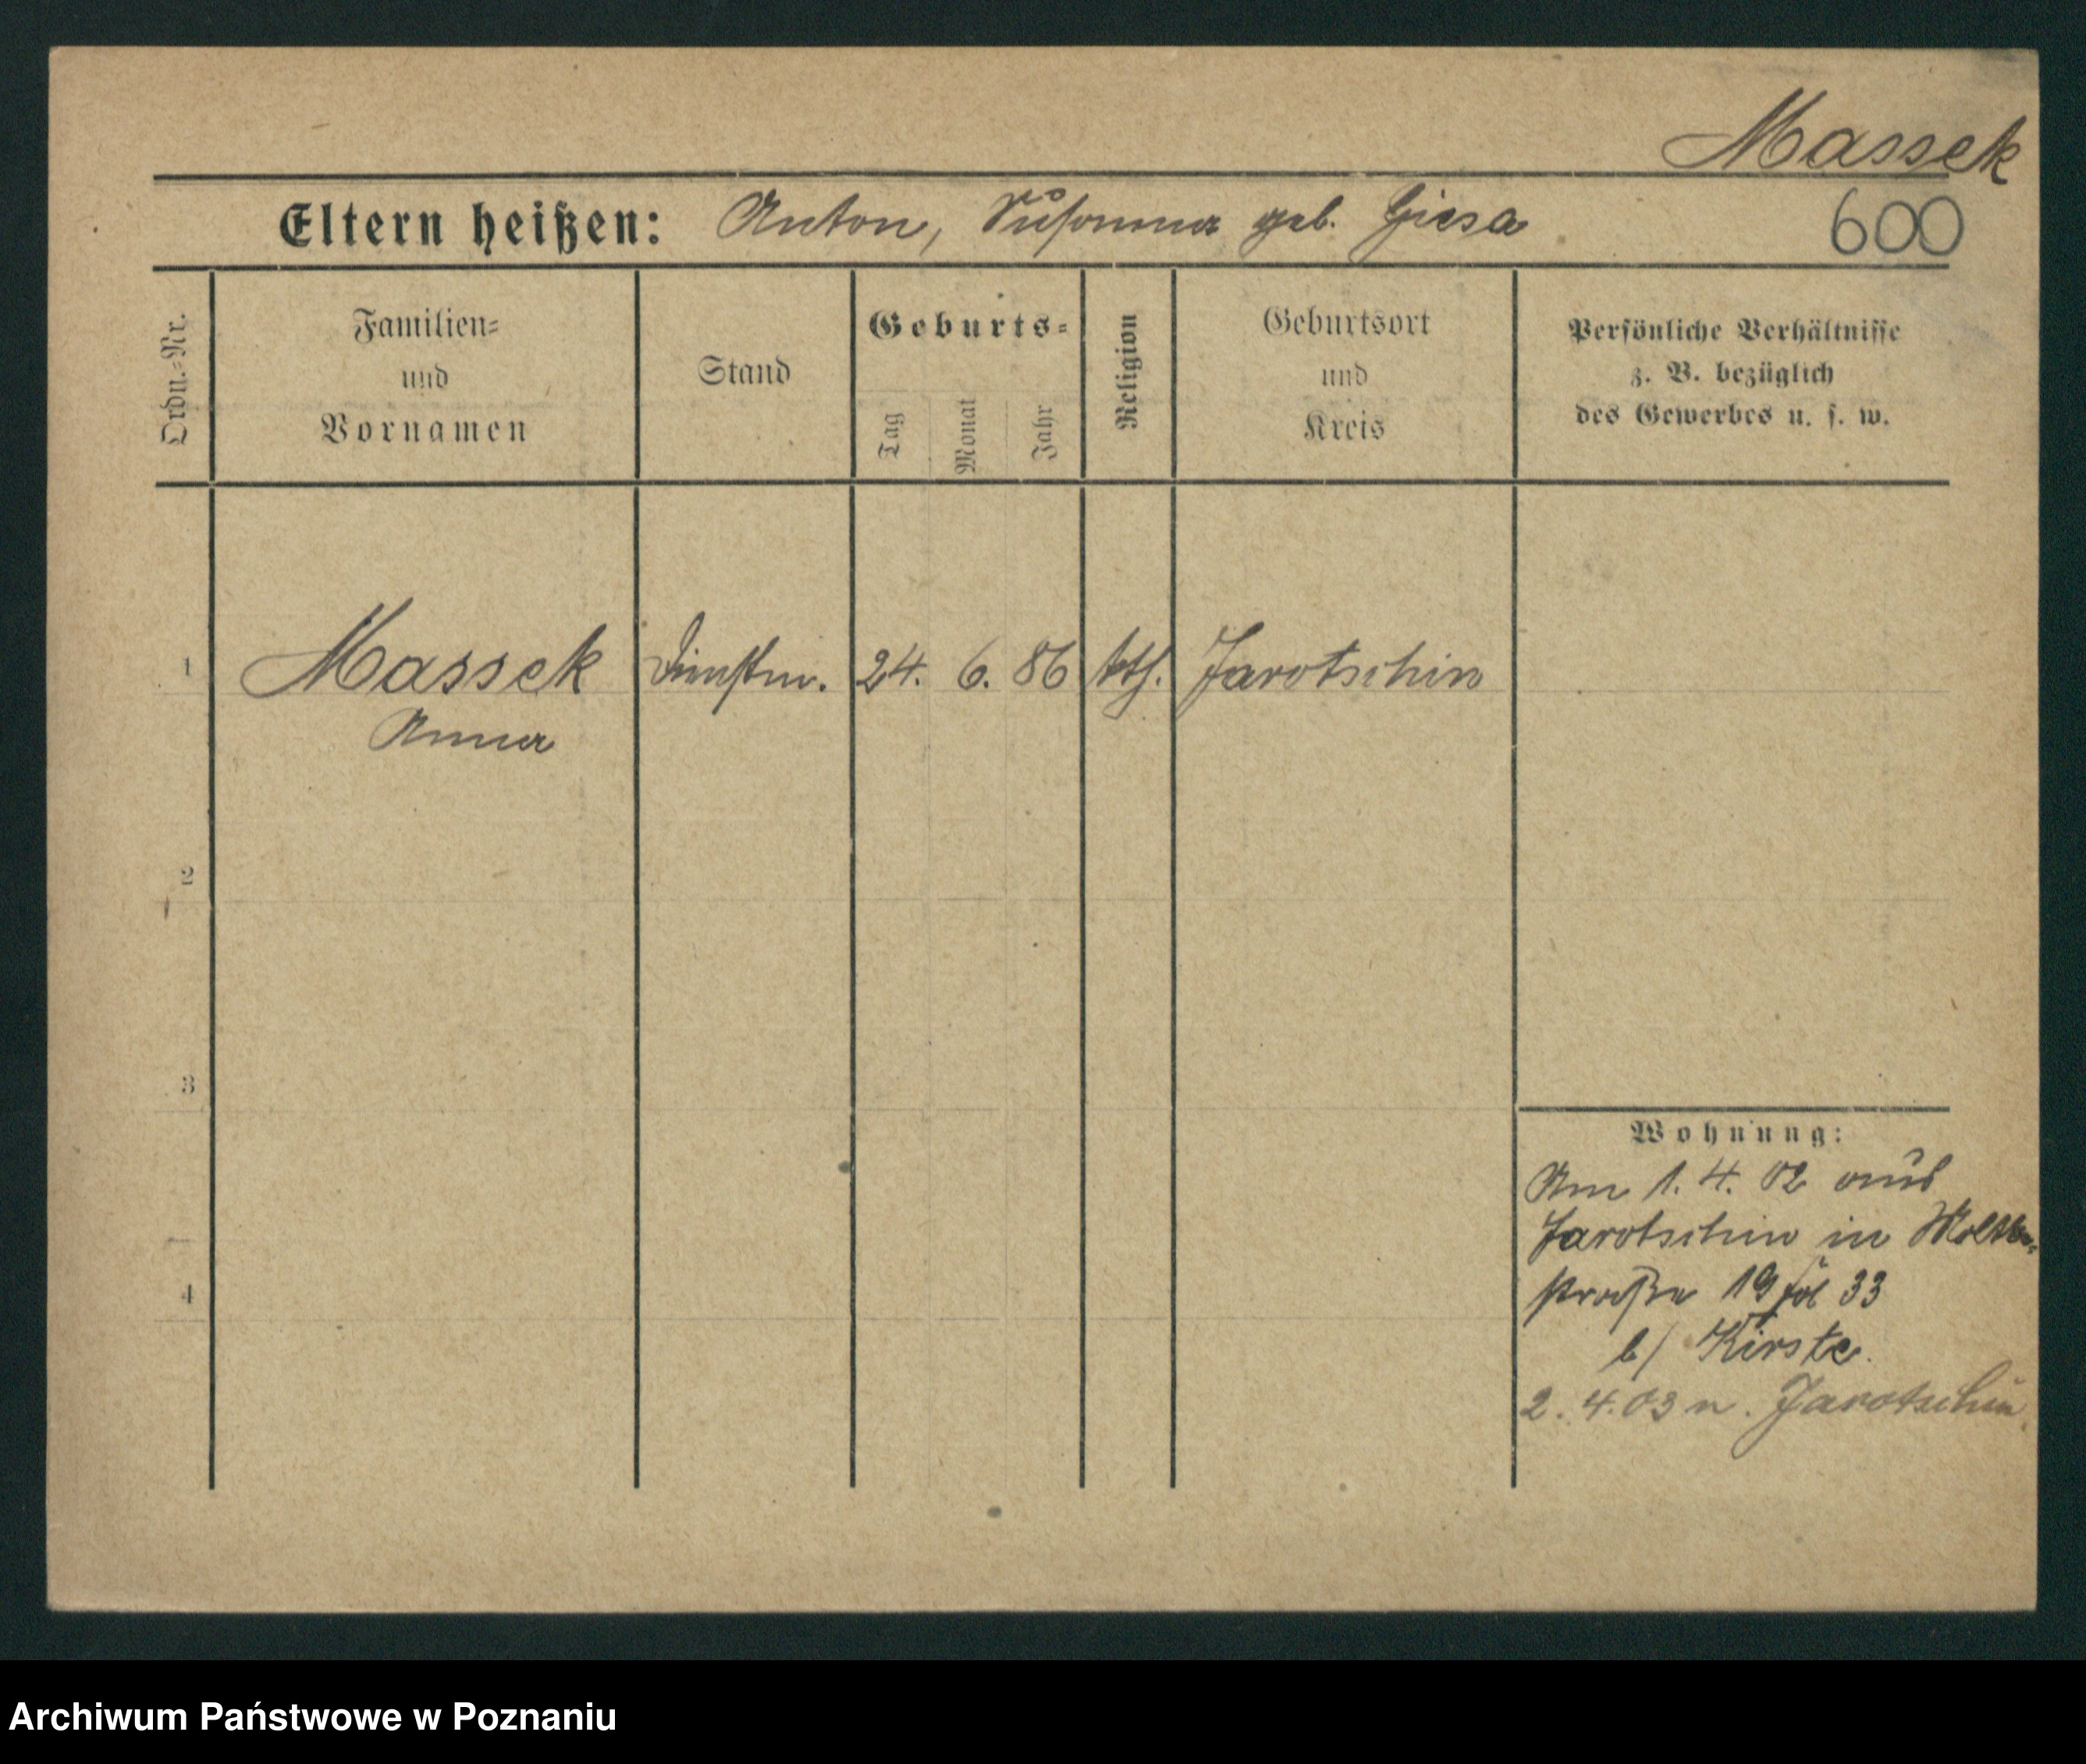 Massek
Eltern heißen: Anton, Susanna geb. Giesa
600
Ordn.-Nr.
Familien-
und
Vornamen
Stand
Geburts-
Tag
Monat
Jahr
Religion
Geburtsort
und
Kreis
Persönliche Verhältnisse
z. B. bezüglich
des Gewerbes u. s. w.
1 Massek Dienstm. 24. 6. 86 kth. Jarotschin
Anna
2
3
4
Wohnung:
Am 1. 4. 02 aus
Jarotschin in Moltke-
straße 19 fol 33
b/ Kirste.
2. 4. 03 n. Jarotschin
Archiwum Państwowe w Poznaniu